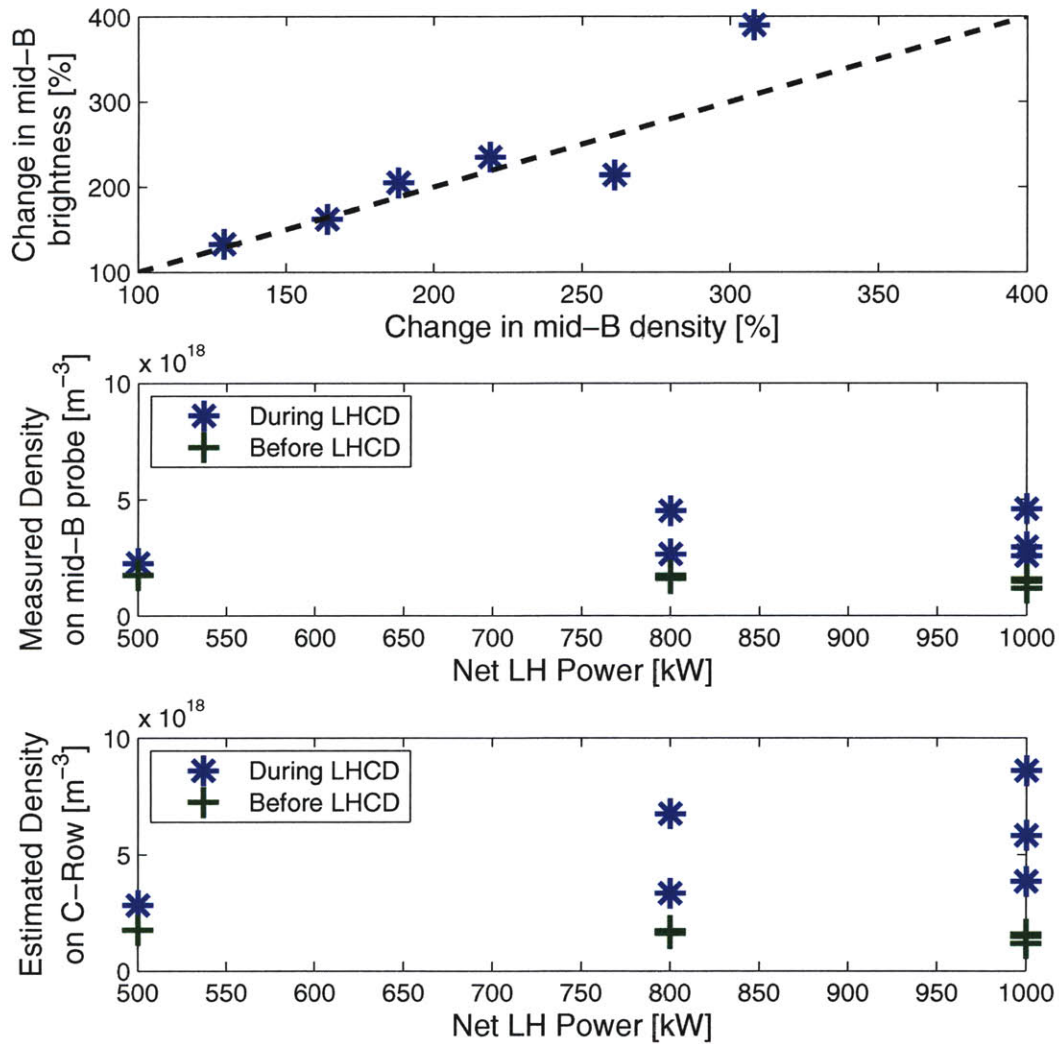 400
300
200
100
Change in mid−B
brightness [%]
100 150 200 250 300 350 400
Change in mid−B density [%]
x 10^18
10
5
0
Measured Density
on mid−B probe [m^−3]
During LHCD
Before LHCD
500 550 600 650 700 750 800 850 900 950 1000
Net LH Power [kW]
x 10^18
10
5
0
Estimated Density
on C−Row [m^−3]
During LHCD
Before LHCD
500 550 600 650 700 750 800 850 900 950 1000
Net LH Power [kW]